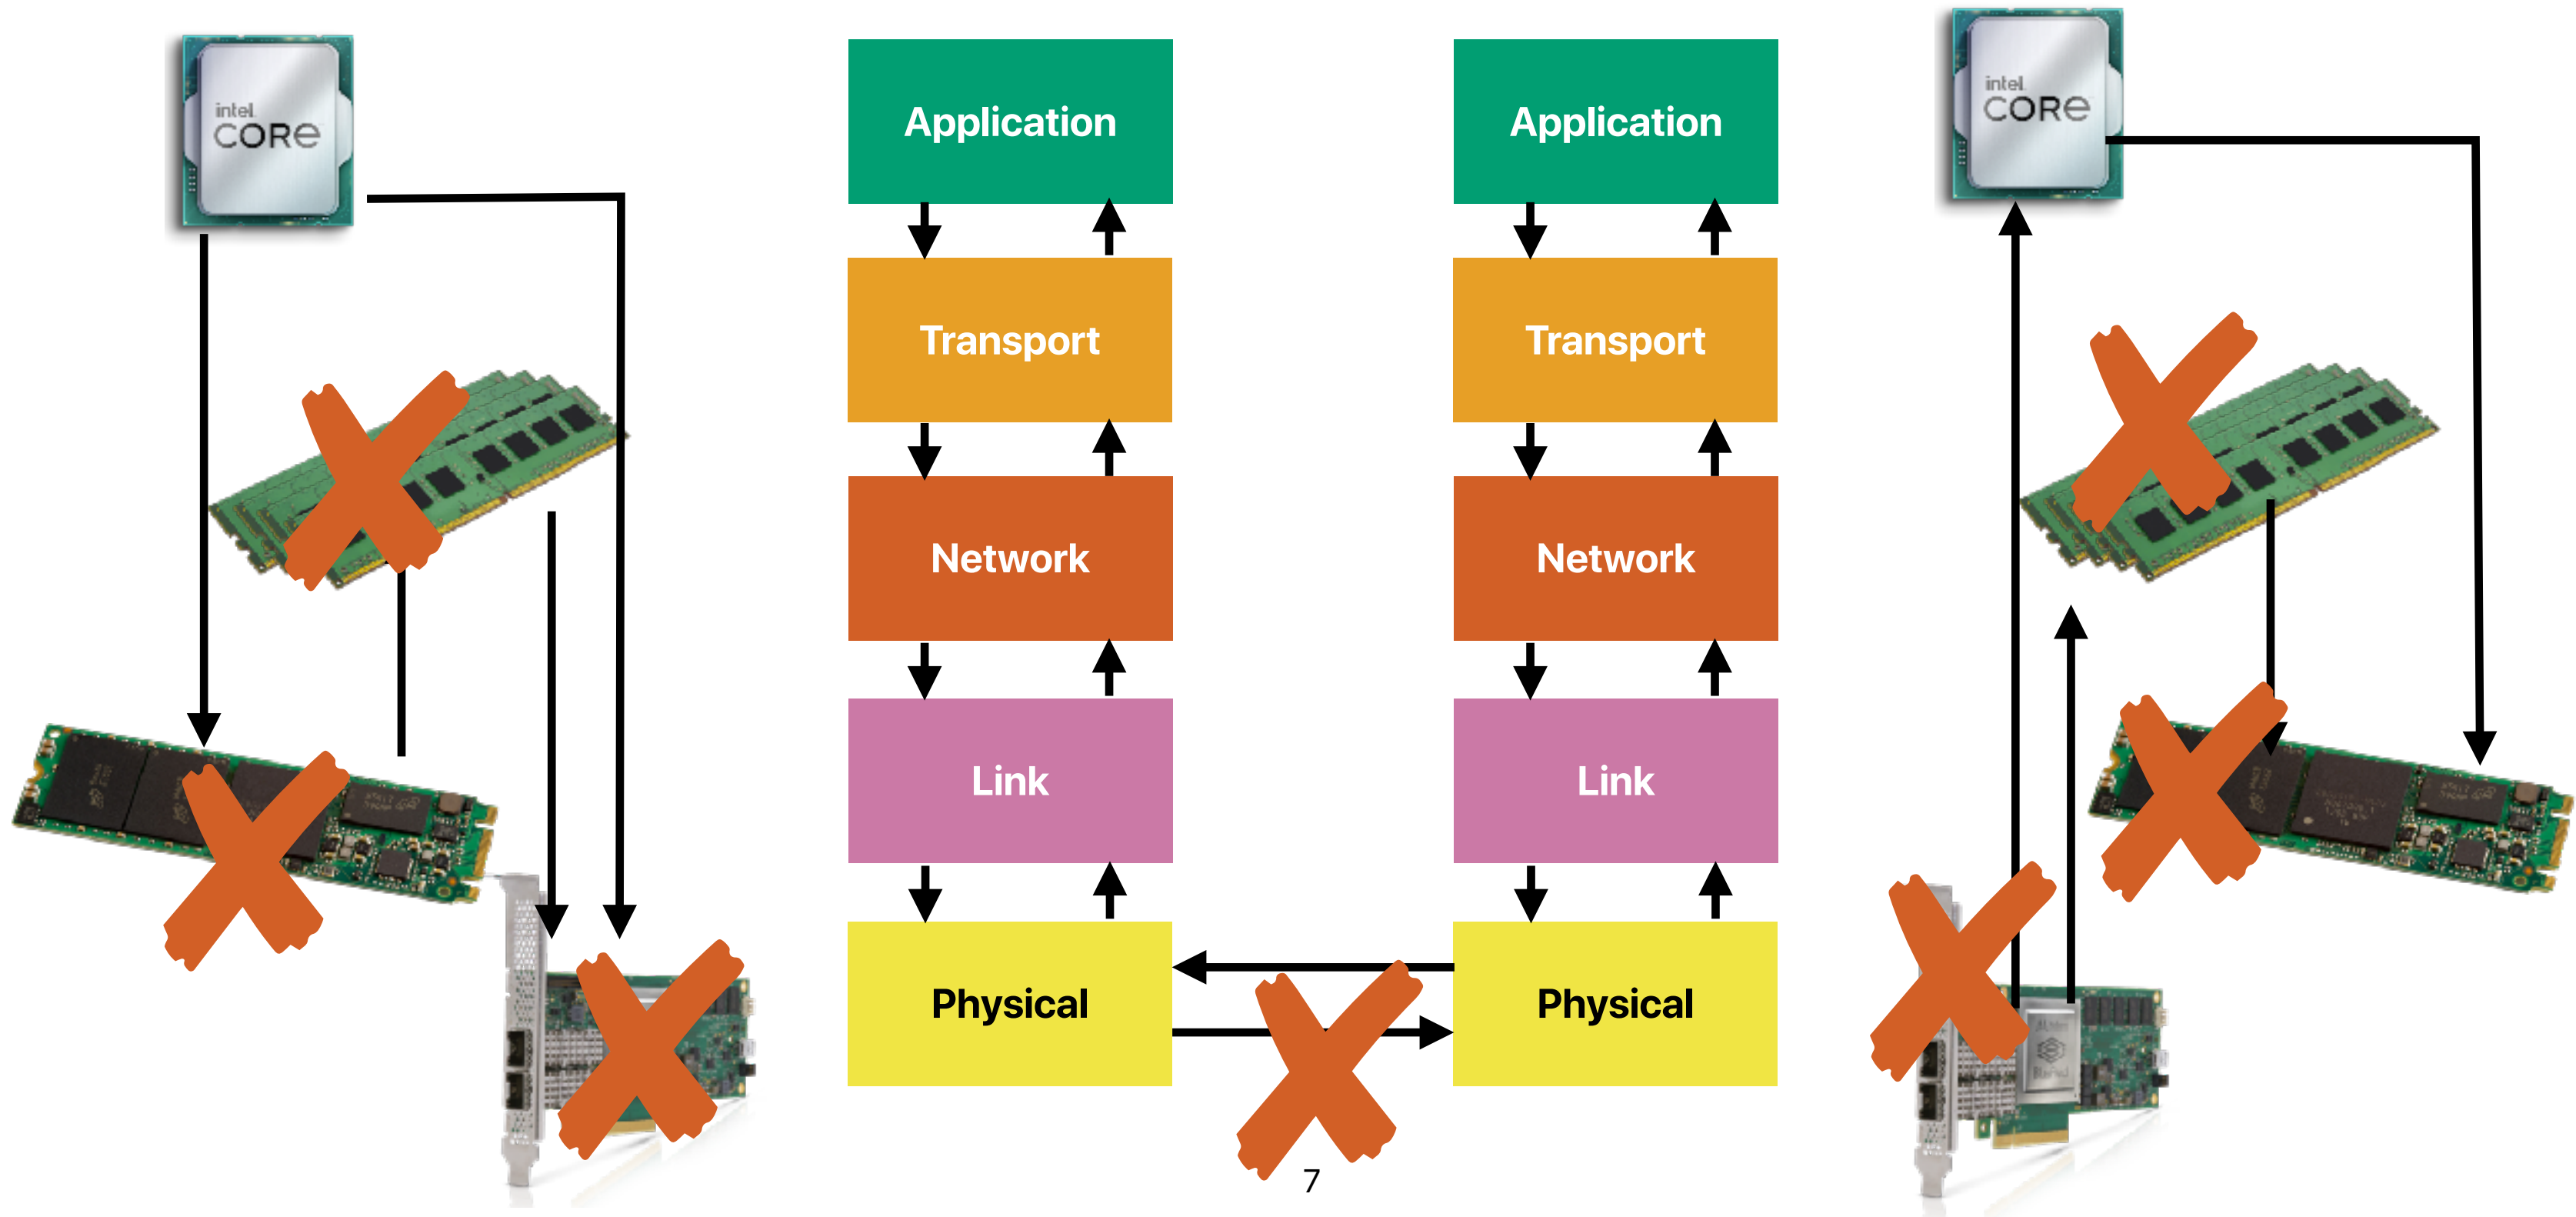 intel
CORE
Application
Transport
Network
Link
Physical
Application
Transport
Network
Link
Physical
intel
CORE
7